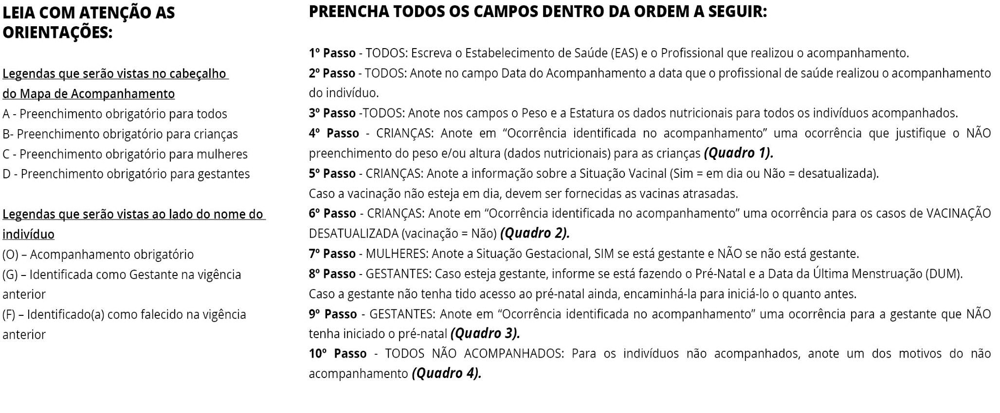 LEIA COM ATENÇÃO AS
ORIENTAÇÕES:
Legendas que serão vistas no cabeçalho
do Mapa de Acompanhamento
A - Preenchimento obrigatório para todos
B- Preenchimento obrigatório para crianças
C - Preenchimento obrigatório para mulheres
D - Preenchimento obrigatório para gestantes
Legendas que serão vistas ao lado do nome do
indivíduo
(O) – Acompanhamento obrigatório
(G) – Identificada como Gestante na vigência
anterior
(F) – Identificado(a) como falecido na vigência
anterior
PREENCHA TODOS OS CAMPOS DENTRO DA ORDEM A SEGUIR:
1º Passo - TODOS: Escreva o Estabelecimento de Saúde (EAS) e o Profissional que realizou o acompanhamento.
2º Passo - TODOS: Anote no campo Data do Acompanhamento a data que o profissional de saúde realizou o acompanhamento
do indivíduo.
3º Passo -TODOS: Anote nos campos o Peso e a Estatura os dados nutricionais para todos os indivíduos acompanhados.
4º Passo - CRIANÇAS: Anote em “Ocorrência identificada no acompanhamento” uma ocorrência que justifique o NÃO
preenchimento do peso e/ou altura (dados nutricionais) para as crianças (Quadro 1).
5º Passo - CRIANÇAS: Anote a informação sobre a Situação Vacinal (Sim = em dia ou Não = desatualizada).
Caso a vacinação não esteja em dia, devem ser fornecidas as vacinas atrasadas.
6º Passo - CRIANÇAS: Anote em “Ocorrência identificada no acompanhamento” uma ocorrência para os casos de VACINAÇÃO
DESATUALIZADA (vacinação = Não) (Quadro 2).
7º Passo - MULHERES: Anote a Situação Gestacional, SIM se está gestante e NÃO se não está gestante.
8º Passo - GESTANTES: Caso esteja gestante, informe se está fazendo o Pré-Natal e a Data da Última Menstruação (DUM).
Caso a gestante não tenha tido acesso ao pré-natal ainda, encaminhá-la para iniciá-lo o quanto antes.
9º Passo - GESTANTES: Anote em “Ocorrência identificada no acompanhamento” uma ocorrência para a gestante que NÃO
tenha iniciado o pré-natal (Quadro 3).
10º Passo - TODOS NÃO ACOMPANHADOS: Para os indivíduos não acompanhados, anote um dos motivos do não
acompanhamento (Quadro 4).